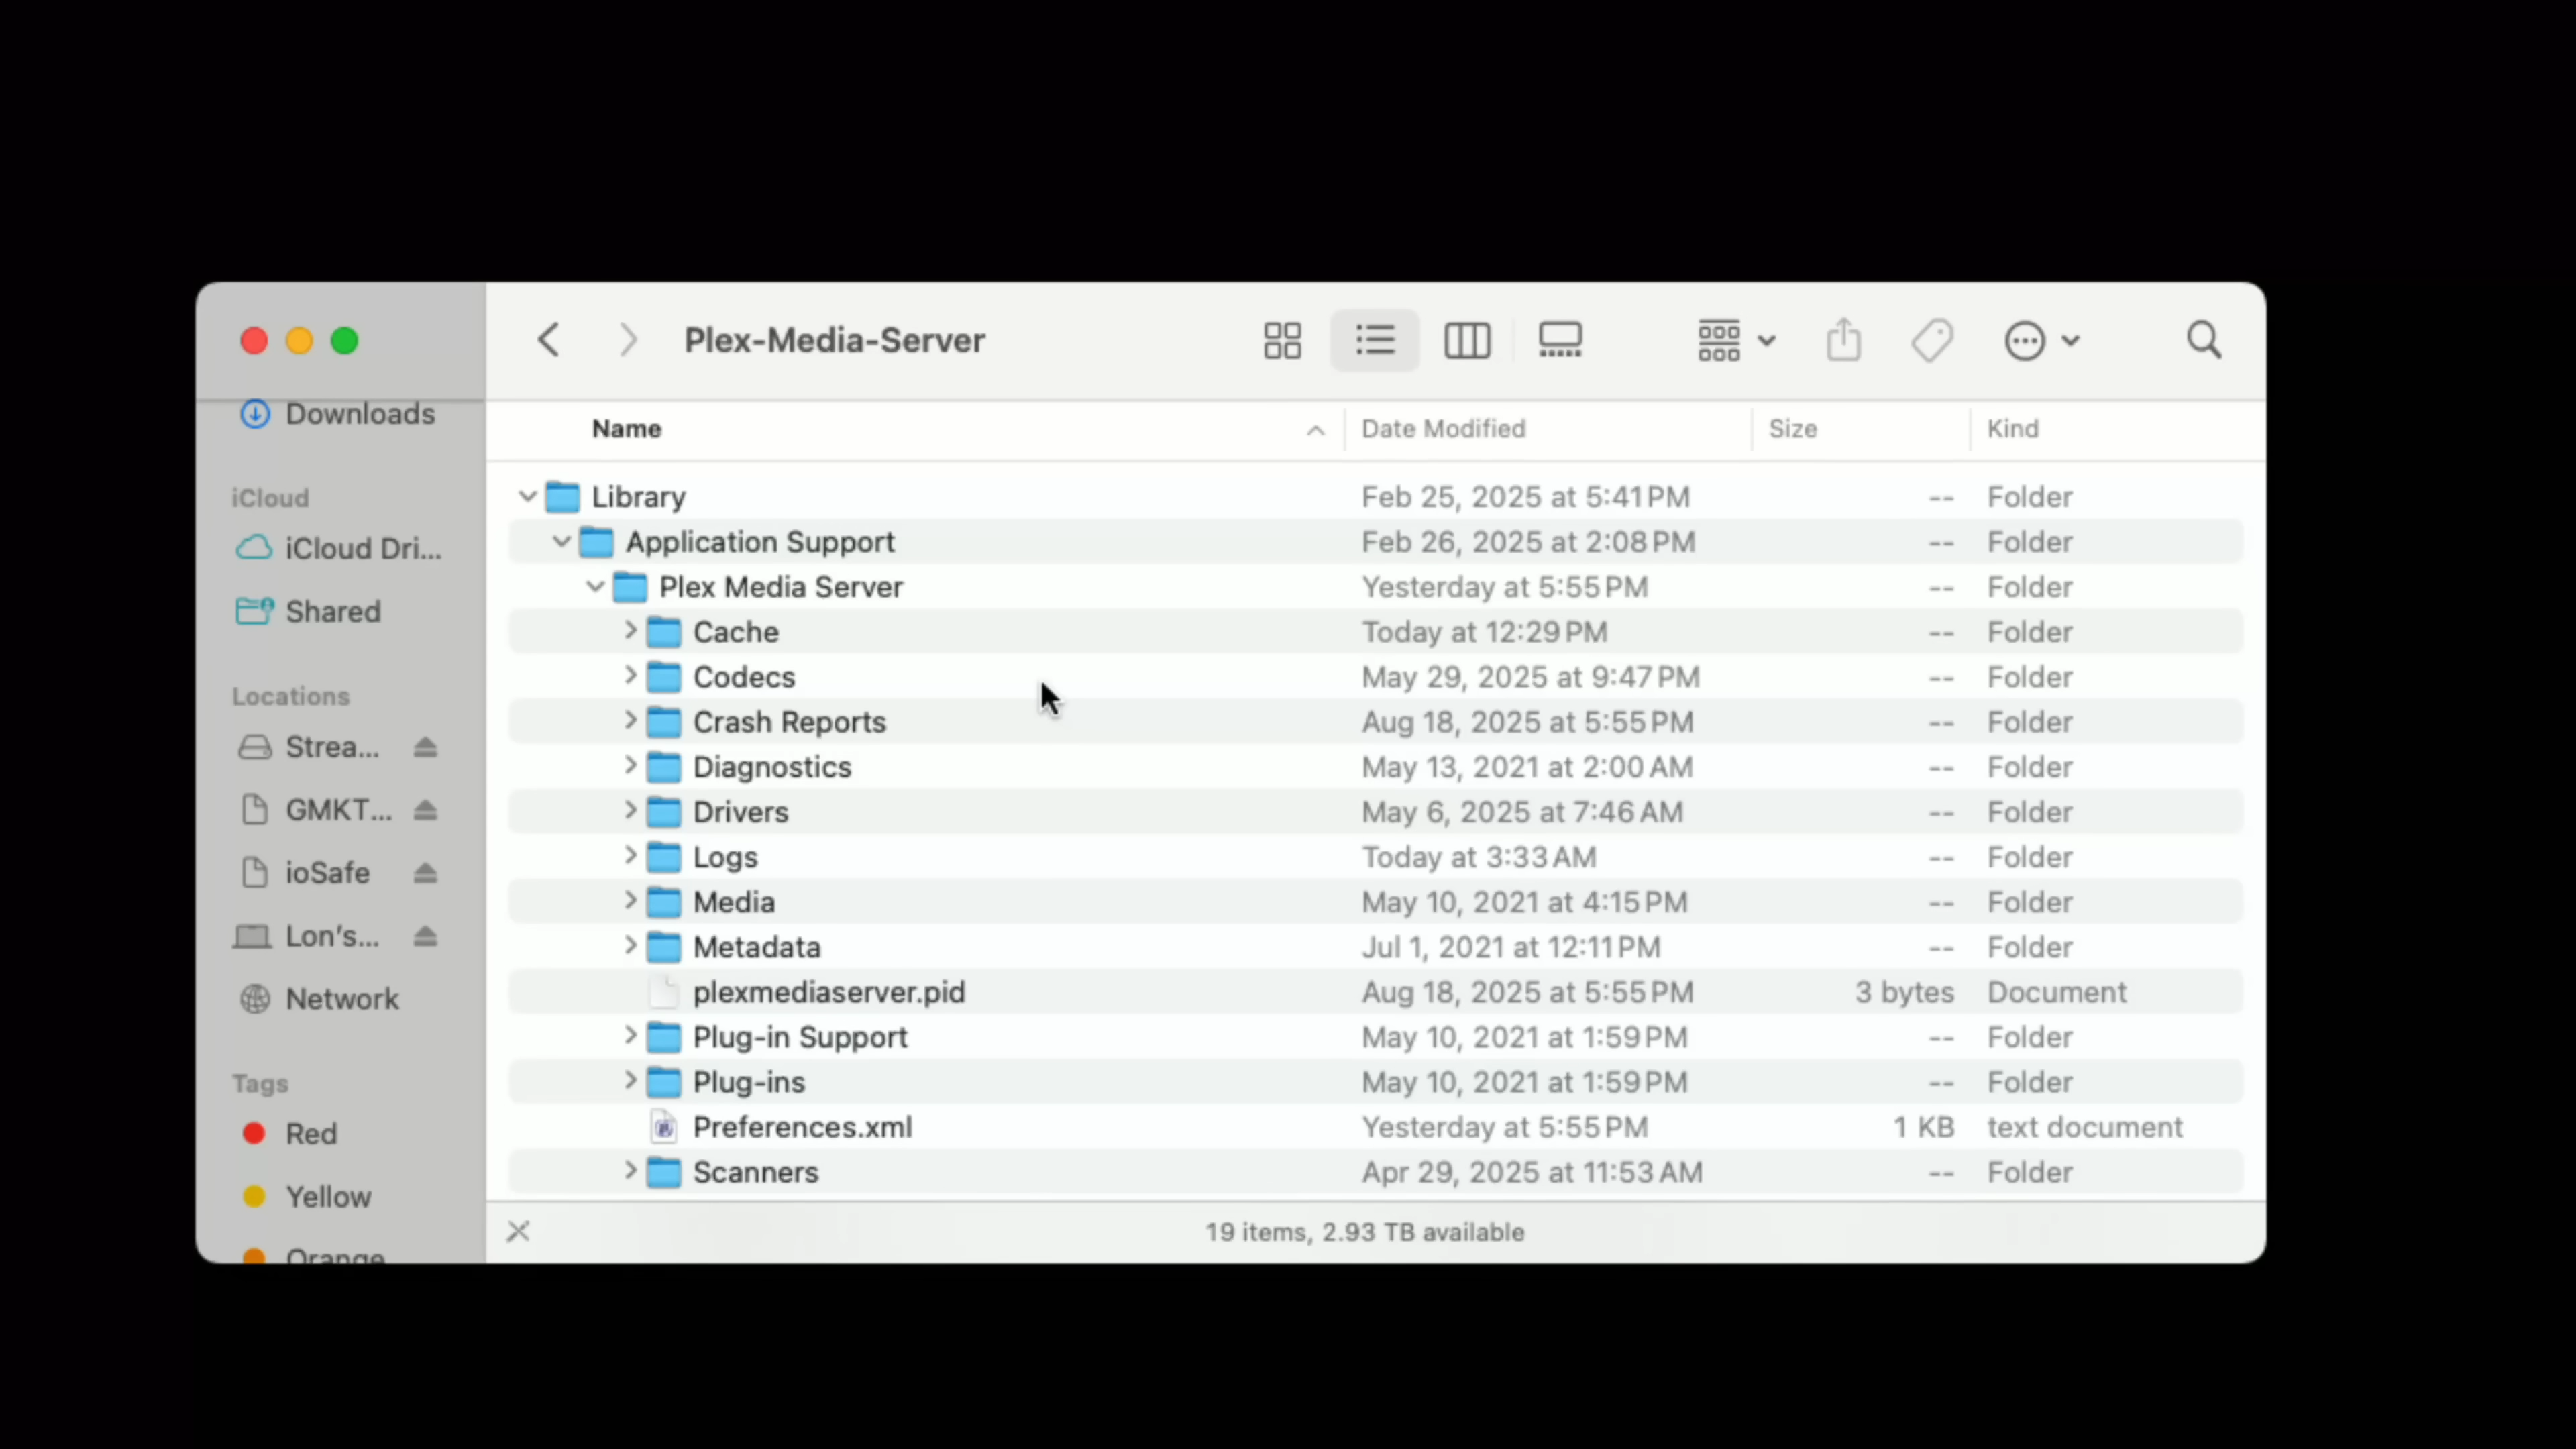 Plex-Media-Server
Downloads
iCloud
iCloud Dri...
Shared
Locations
Strea...
GMKT...
ioSafe
Lon's...
Network
Tags
Red
Yellow
Orange
Name Date Modified Size Kind
Library Feb 25, 2025 at 5:41 PM -- Folder
Application Support Feb 26, 2025 at 2:08 PM -- Folder
Plex Media Server Yesterday at 5:55 PM -- Folder
Cache Today at 12:29 PM -- Folder
Codecs May 29, 2025 at 9:47 PM -- Folder
Crash Reports Aug 18, 2025 at 5:55 PM -- Folder
Diagnostics May 13, 2021 at 2:00 AM -- Folder
Drivers May 6, 2025 at 7:46 AM -- Folder
Logs Today at 3:33 AM -- Folder
Media May 10, 2021 at 4:15 PM -- Folder
Metadata Jul 1, 2021 at 12:11 PM -- Folder
plexmediaserver.pid Aug 18, 2025 at 5:55 PM 3 bytes Document
Plug-in Support May 10, 2021 at 1:59 PM -- Folder
Plug-ins May 10, 2021 at 1:59 PM -- Folder
Preferences.xml Yesterday at 5:55 PM 1 KB text document
Scanners Apr 29, 2025 at 11:53 AM -- Folder
19 items, 2.93 TB available